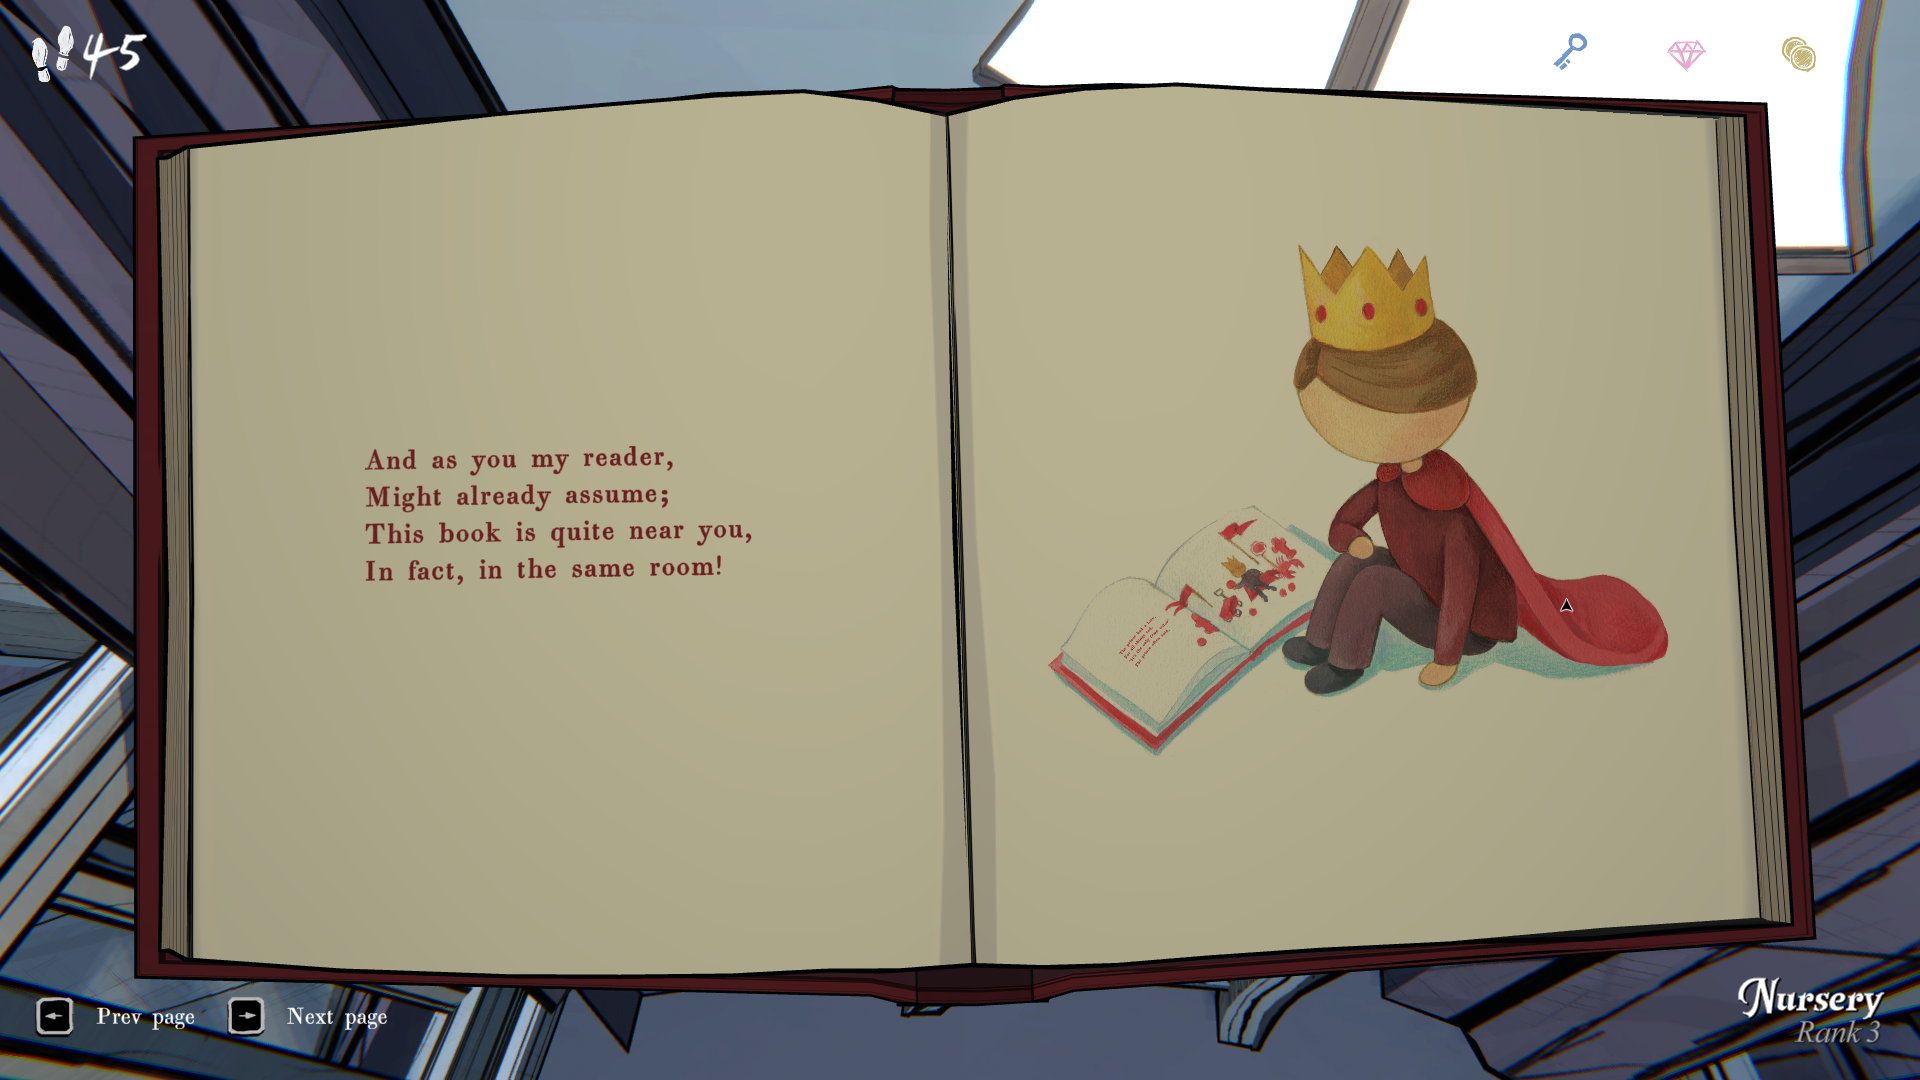 45
And as you my reader,
Might already assume;
This book is quite near you,
In fact, in the same room!
Prev page
Next page
Nursery
Rank 3